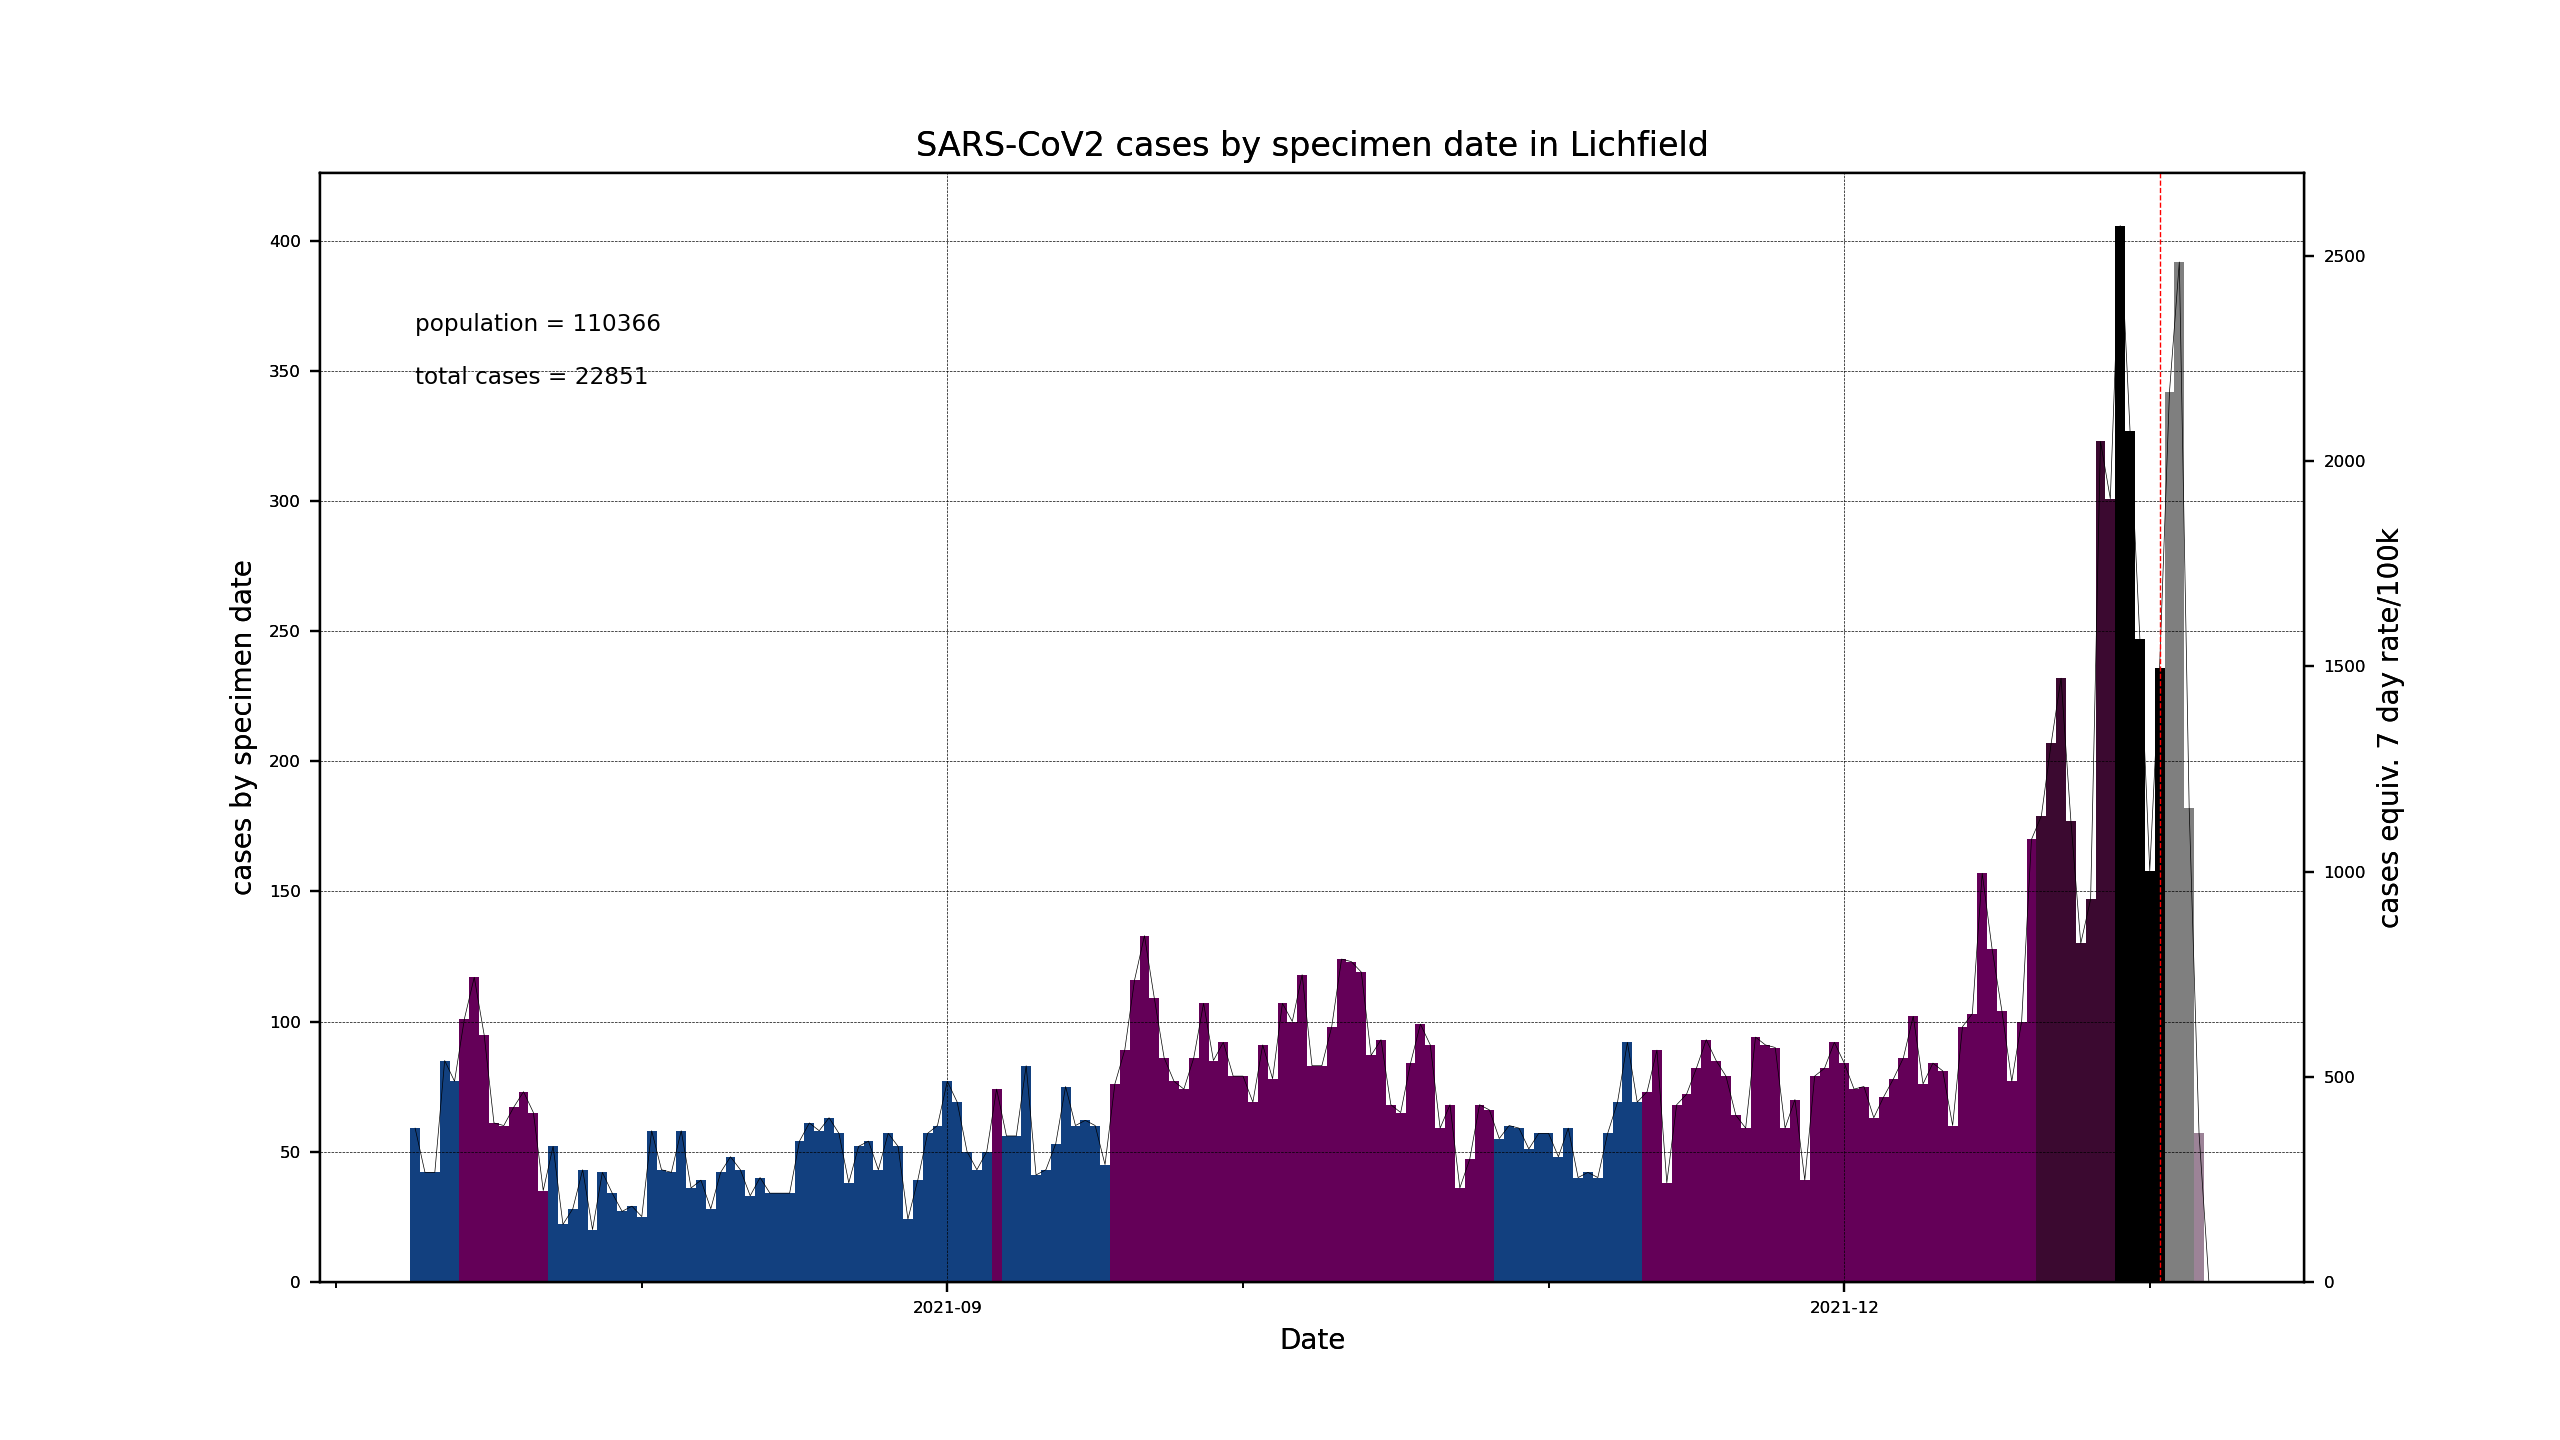 SARS-CoV2 cases by specimen date in Lichfield
population = 110366
total cases = 22851
cases by specimen date
400
350
300
250
200
150
100
50
0
2500
2000
1500
1000
500
0
cases equiv. 7 day rate/100k
2021-09
2021-12
Date